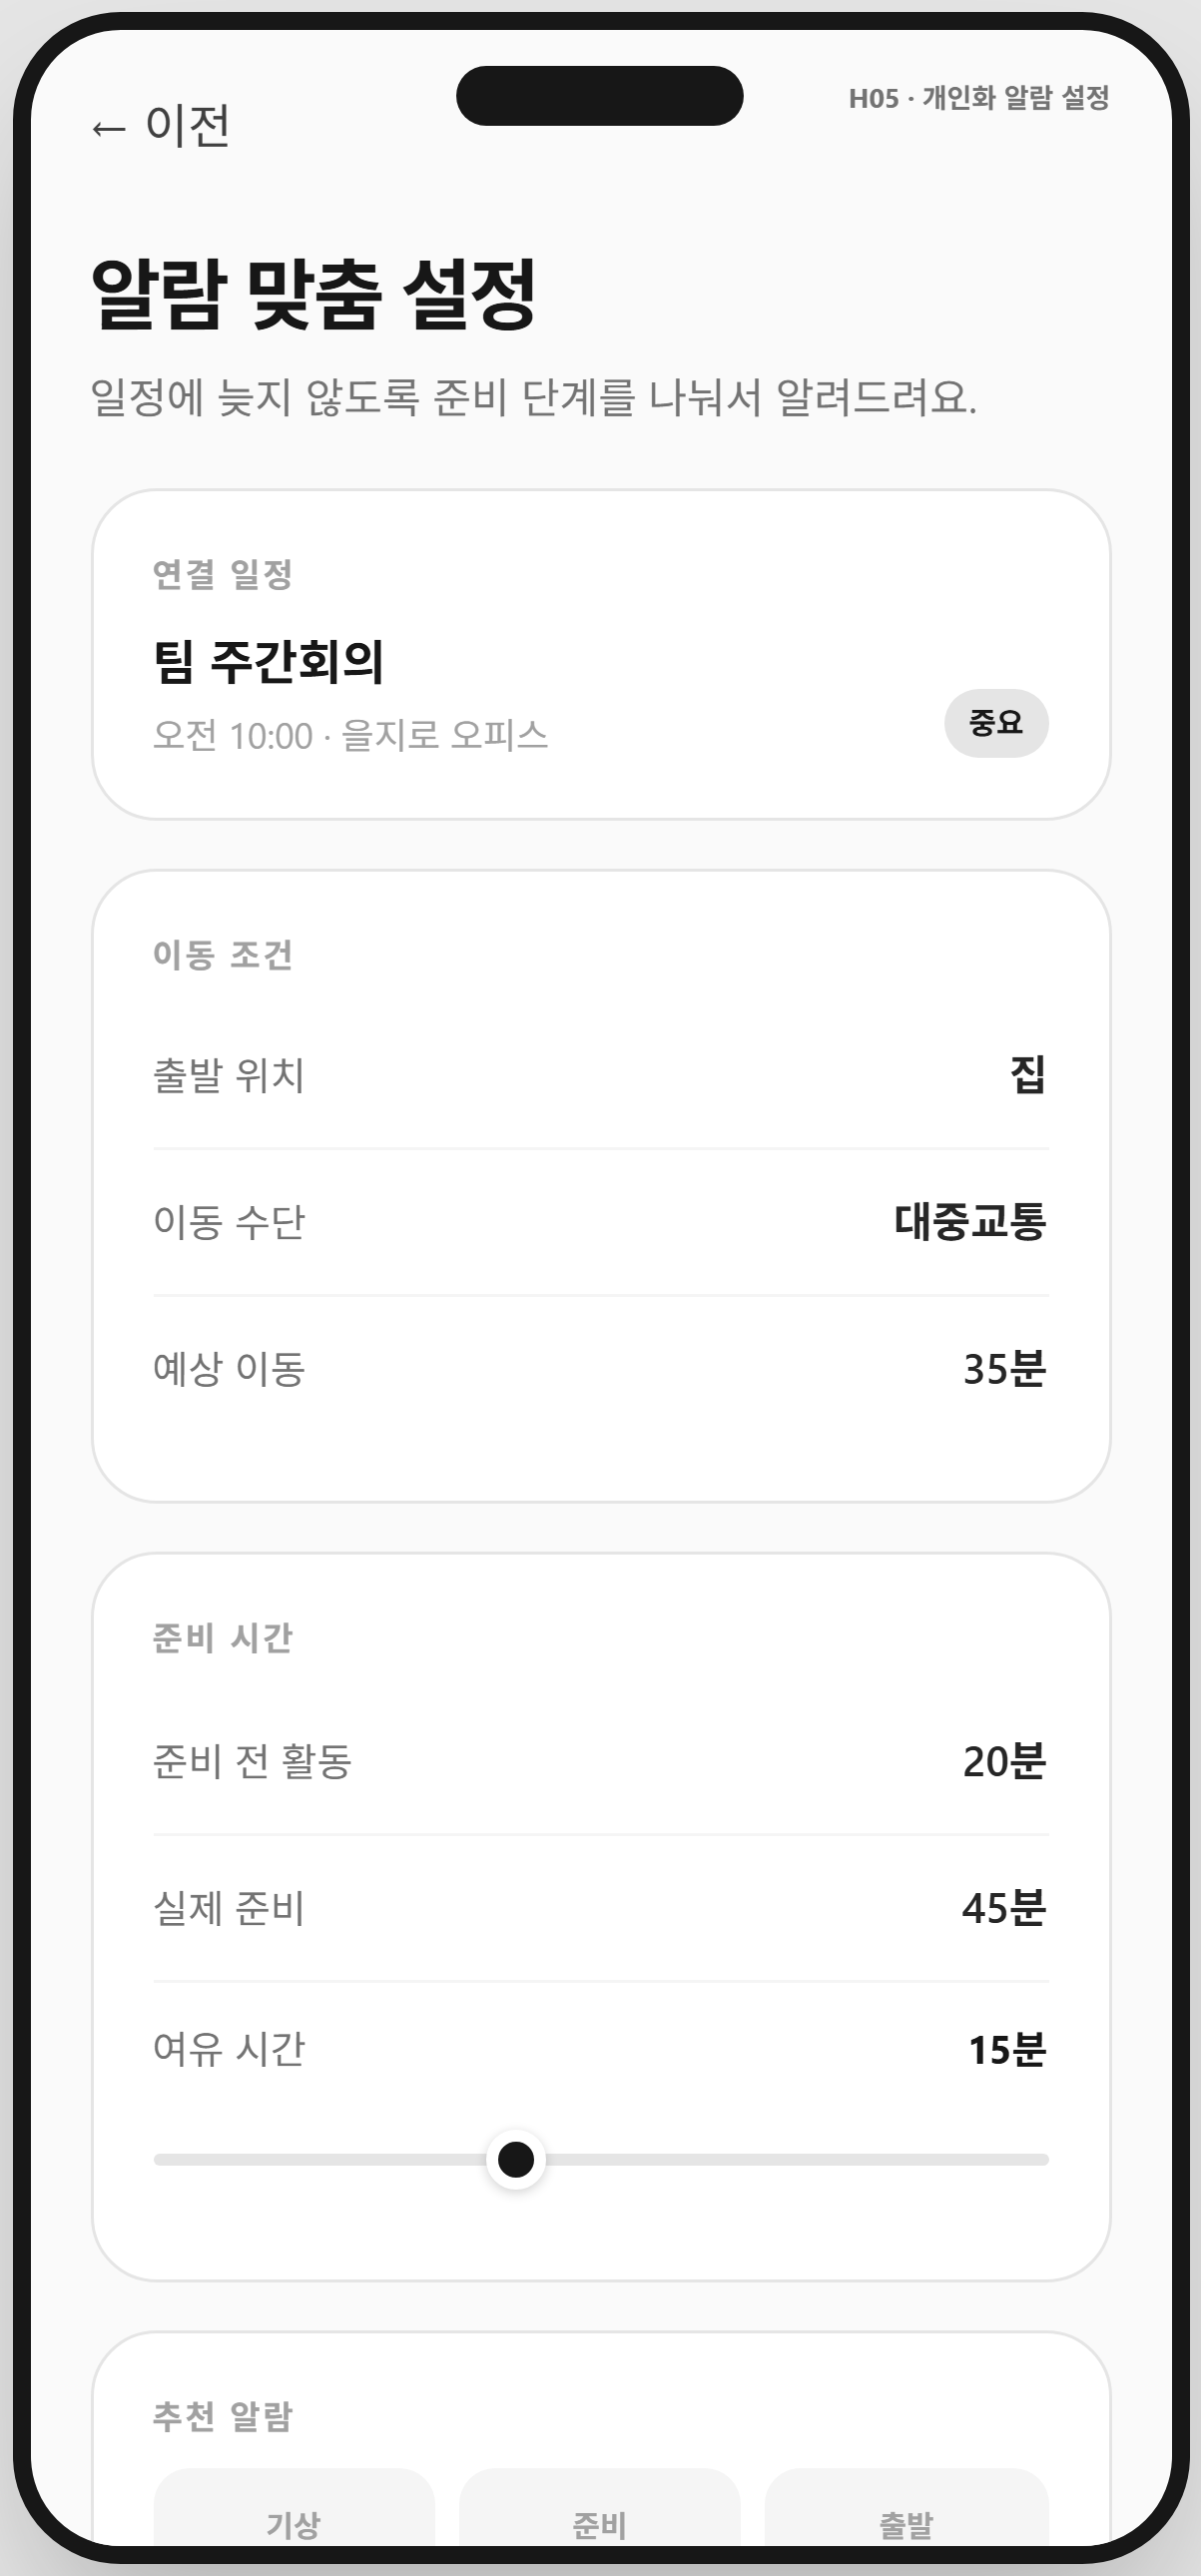 ← 이전
H05 · 개인화 알람 설정
알람 맞춤 설정
일정에 늦지 않도록 준비 단계를 나눠서 알려드려요.
연결 일정
팀 주간회의
오전 10:00 · 을지로 오피스
중요
이동 조건
출발 위치 집
이동 수단 대중교통
예상 이동 35분
준비 시간
준비 전 활동 20분
실제 준비 45분
여유 시간 15분
추천 알람
기상 준비 출발